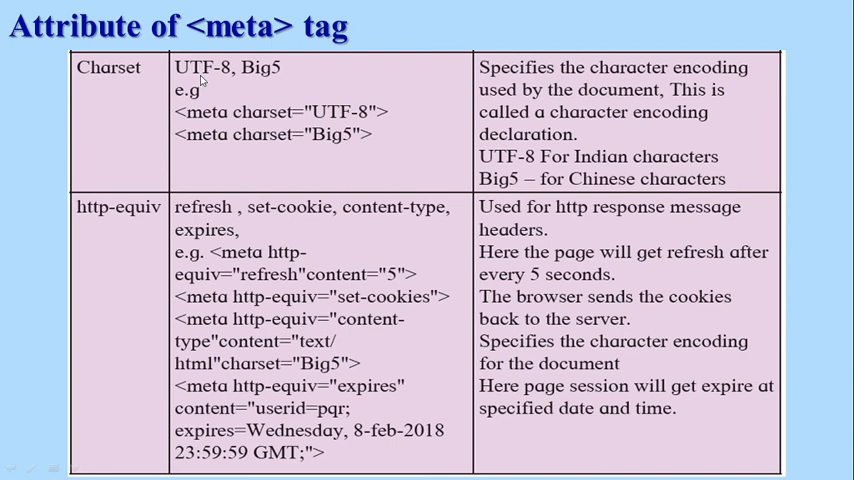 Attribute of <meta> tag
Charset
UTF-8, Big5
e.g
<meta charset="UTF-8">
<meta charset="Big5">
Specifies the character encoding
used by the document, This is
called a character encoding
declaration.
UTF-8 For Indian characters
Big5 – for Chinese characters
http-equiv
refresh , set-cookie, content-type,
expires,
e.g. <meta http-
equiv="refresh"content="5">
<meta http-equiv="set-cookies">
<meta http-equiv="content-
type"content="text/
html"charset="Big5">
<meta http-equiv="expires"
content="userid=pqr;
expires=Wednesday, 8-feb-2018
23:59:59 GMT;">
Used for http response message
headers.
Here the page will get refresh after
every 5 seconds.
The browser sends the cookies
back to the server.
Specifies the character encoding
for the document
Here page session will get expire at
specified date and time.